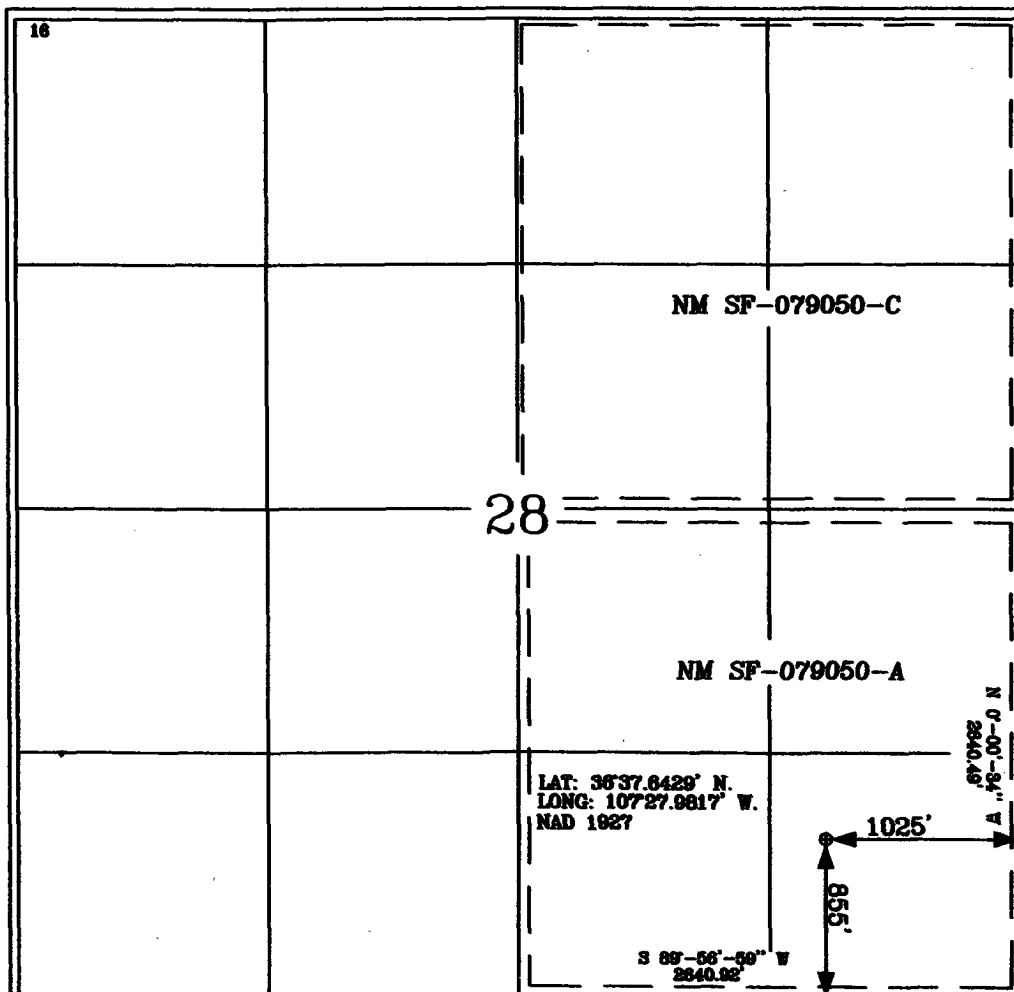 16
NM SF-079050-C
28
NM SF-079050-A
N 0°-00'-34" W
2640.49'
LAT: 36°37.6429' N.
LONG: 107°27.9817' W.
NAD 1927
1025'
855'
S 89°-56'-59" W
2640.92'